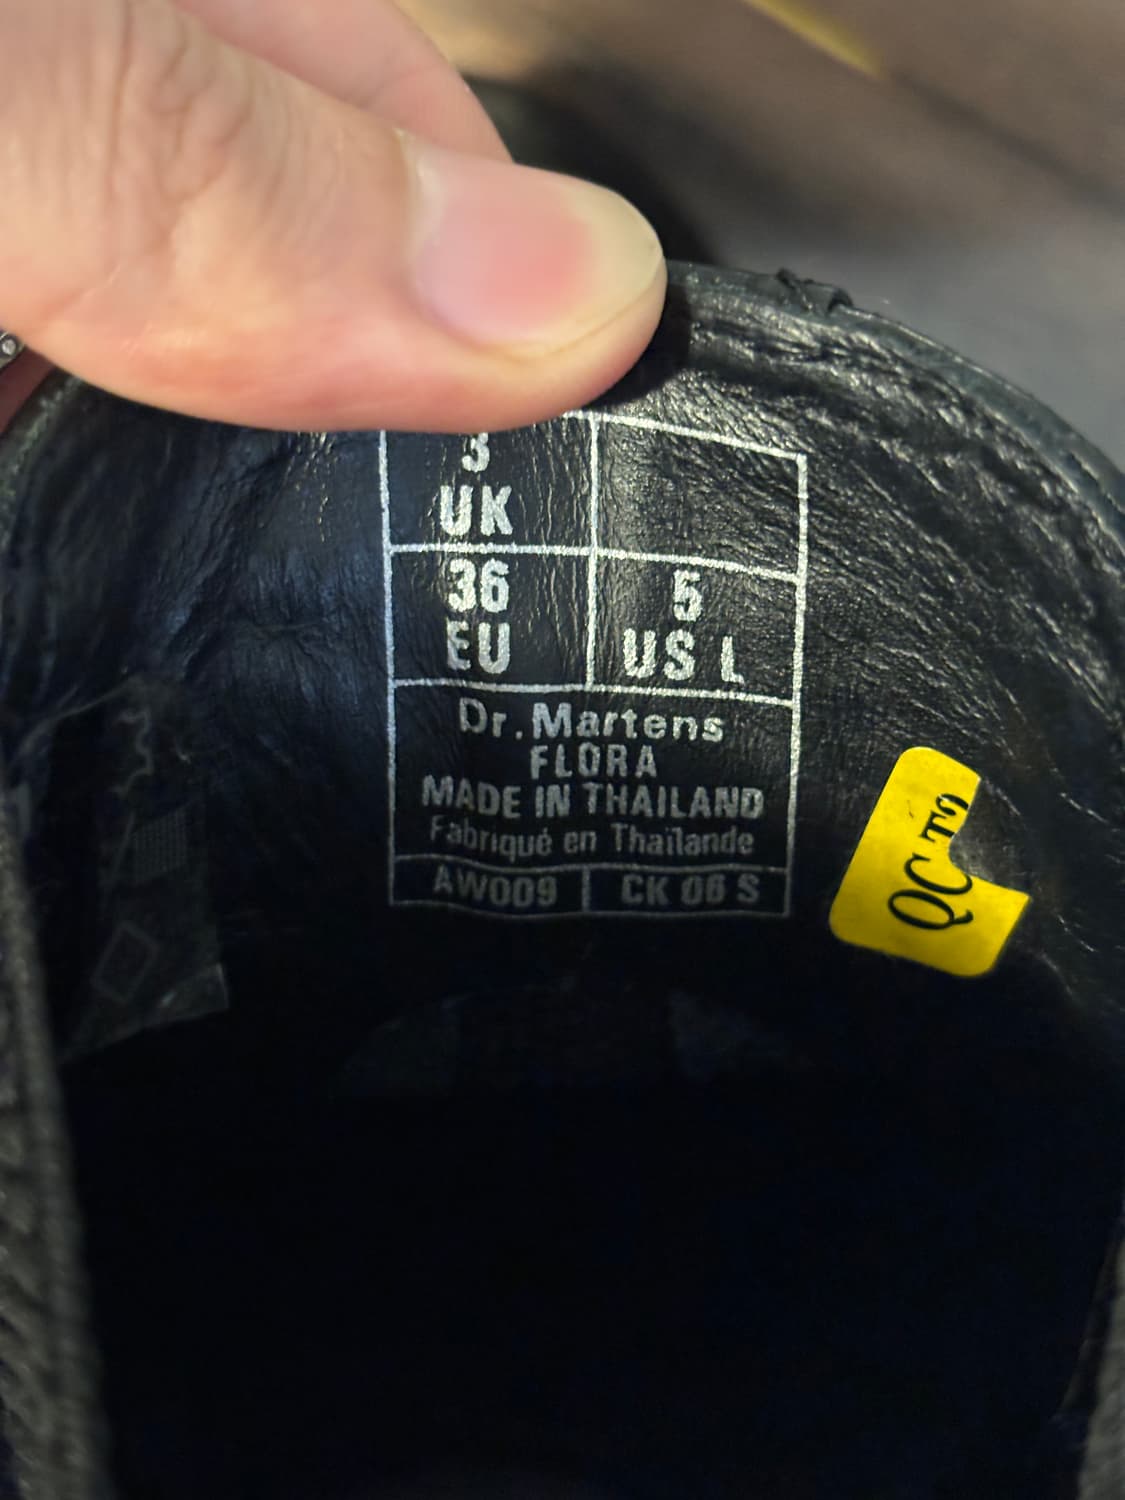 3
UK
36
EU
5
US L
Dr. Martens
FLORA
MADE IN THAILAND
Fabriqué en Thaïlande
AW009
CK 06 S
QC